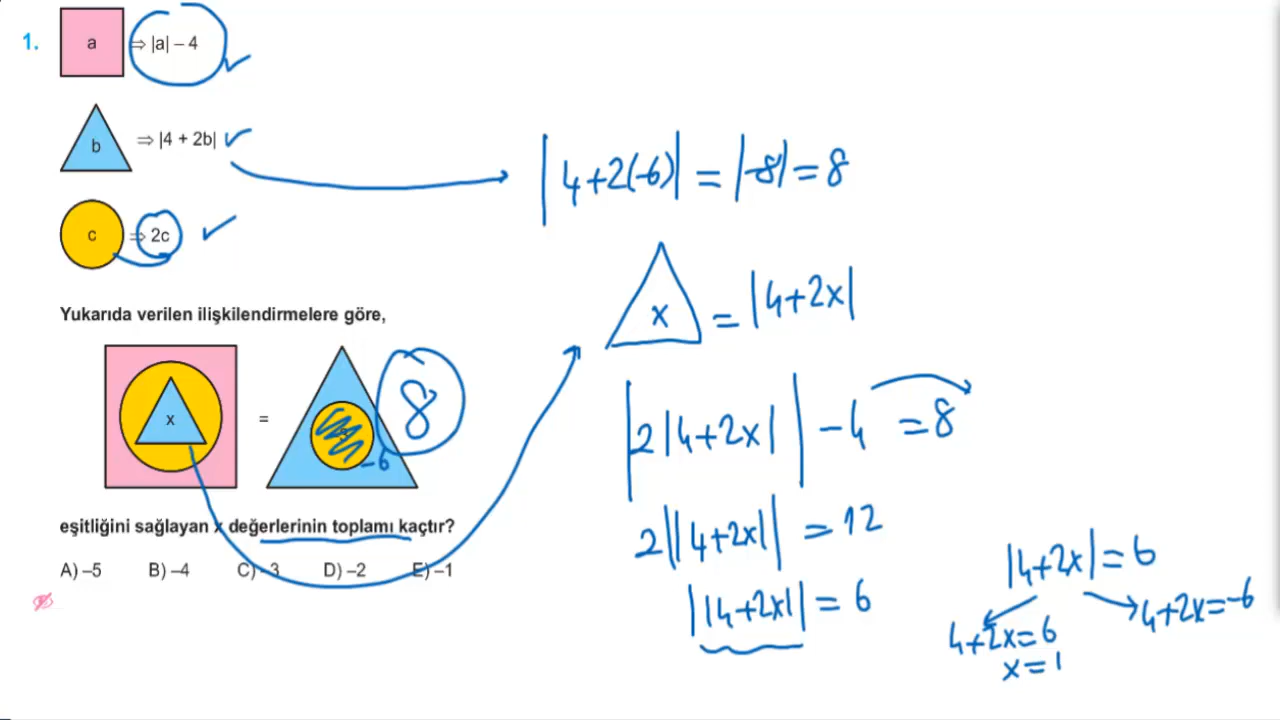 1.
a ⇒ |a| – 4
b ⇒ |4 + 2b|
c ⇒ 2c
|4+2(-6)| = |-8| = 8
Yukarıda verilen ilişkilendirmelere göre,
x = |4+2x|
x = -6 8
|2|4+2x|| -4 = 8
eşitliğini sağlayan x değerlerinin toplamı kaçtır?
2||4+2x|| = 12
A) –5 B) –4 C) –3 D) –2 E) –1
||4+2x|| = 6
|4+2x| = 6
4+2x=6 4+2x=-6
x=1